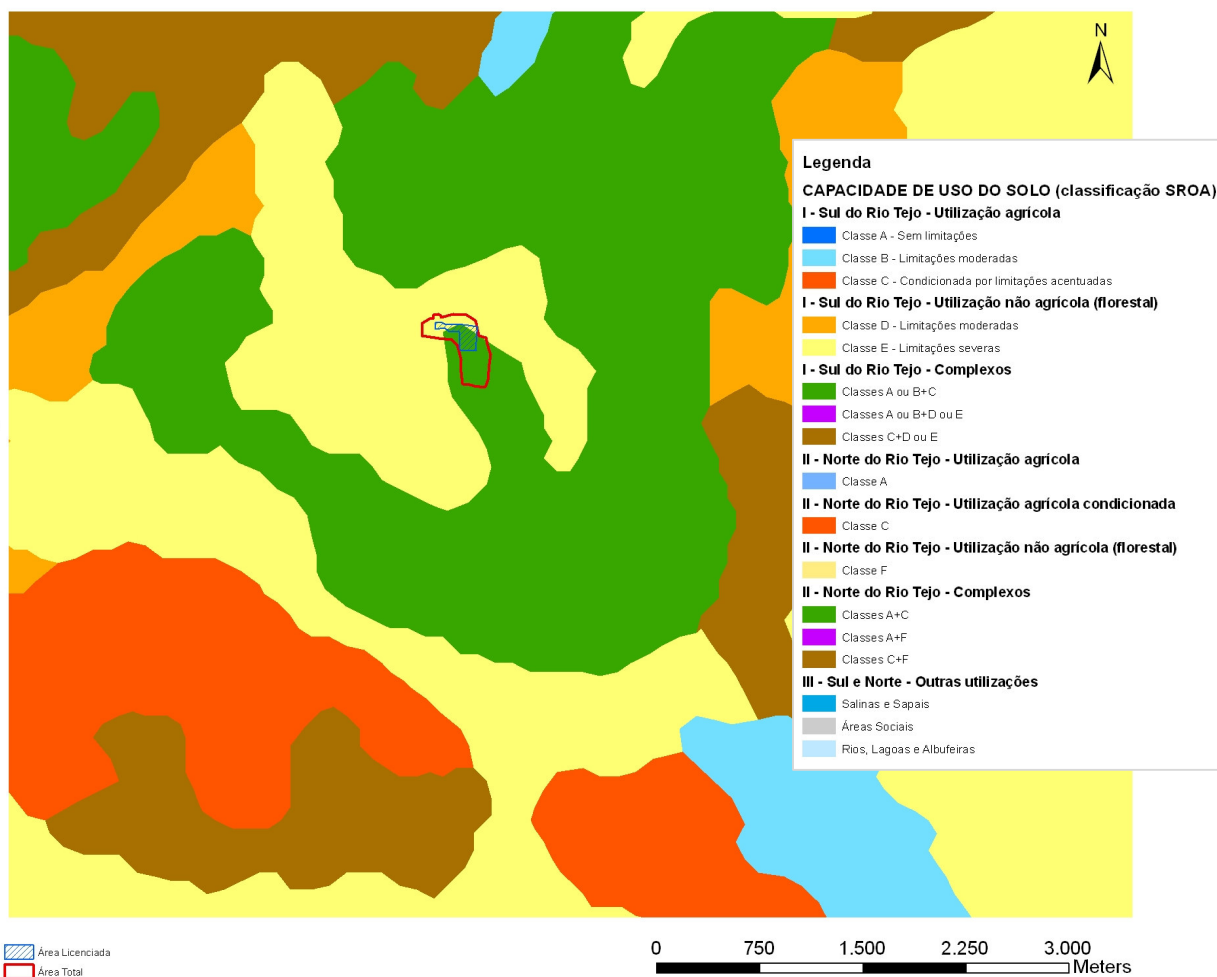 N
Legenda
CAPACIDADE DE USO DO SOLO (classificação SROA)
I - Sul do Rio Tejo - Utilização agrícola
Classe A - Sem limitações
Classe B - Limitações moderadas
Classe C - Condicionada por limitações acentuadas
I - Sul do Rio Tejo - Utilização não agrícola (florestal)
Classe D - Limitações moderadas
Classe E - Limitações severas
I - Sul do Rio Tejo - Complexos
Classes A ou B+C
Classes A ou B+D ou E
Classes C+D ou E
II - Norte do Rio Tejo - Utilização agrícola
Classe A
II - Norte do Rio Tejo - Utilização agrícola condicionada
Classe C
II - Norte do Rio Tejo - Utilização não agrícola (florestal)
Classe F
II - Norte do Rio Tejo - Complexos
Classes A+C
Classes A+F
Classes C+F
III - Sul e Norte - Outras utilizações
Salinas e Sapais
Áreas Sociais
Rios, Lagoas e Albufeiras
Área Licenciada
Área Total
0 750 1.500 2.250 3.000
Meters